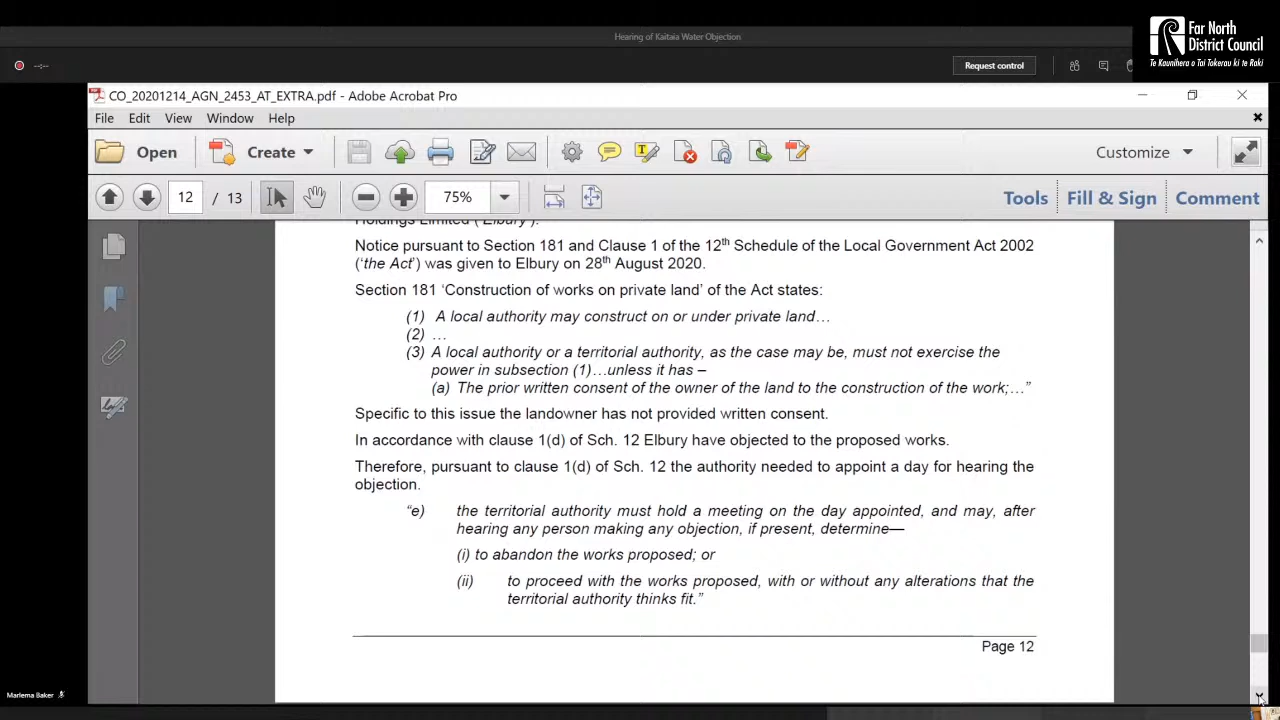 Far North
District Council
Te Kaunihera o Tai Tokerau ki te Raki
Hearing of Kaitaia Water Objection
--:--
Request control
CO_20201214_AGN_2453_AT_EXTRA.pdf - Adobe Acrobat Pro
File Edit View Window Help
Open Create Customize
12 / 13 75% Tools Fill & Sign Comment
Holdings Limited ('Elbury').
Notice pursuant to Section 181 and Clause 1 of the 12th Schedule of the Local Government Act 2002
('the Act') was given to Elbury on 28th August 2020.
Section 181 'Construction of works on private land' of the Act states:
(1) A local authority may construct on or under private land…
(2) …
(3) A local authority or a territorial authority, as the case may be, must not exercise the
power in subsection (1)…unless it has –
(a) The prior written consent of the owner of the land to the construction of the work;…"
Specific to this issue the landowner has not provided written consent.
In accordance with clause 1(d) of Sch. 12 Elbury have objected to the proposed works.
Therefore, pursuant to clause 1(d) of Sch. 12 the authority needed to appoint a day for hearing the
objection.
"e) the territorial authority must hold a meeting on the day appointed, and may, after
hearing any person making any objection, if present, determine—
(i) to abandon the works proposed; or
(ii) to proceed with the works proposed, with or without any alterations that the
territorial authority thinks fit."
Page 12
Marlema Baker